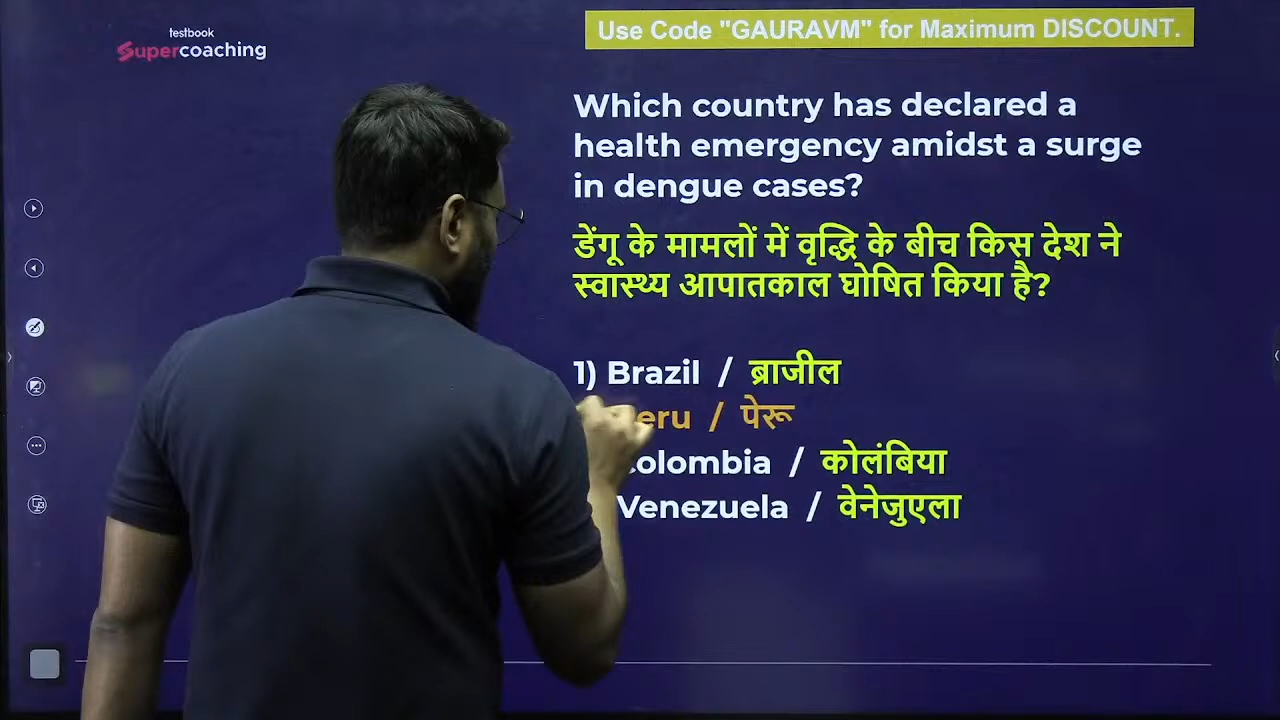 testbook
Supercoaching
Use Code "GAURAVM" for Maximum DISCOUNT.
Which country has declared a
health emergency amidst a surge
in dengue cases?
डेंगू के मामलों में वृद्धि के बीच किस देश ने
स्वास्थ्य आपातकाल घोषित किया है?
1) Brazil / ब्राजील
eru / पेरू
olombia / कोलंबिया
Venezuela / वेनेजुएला